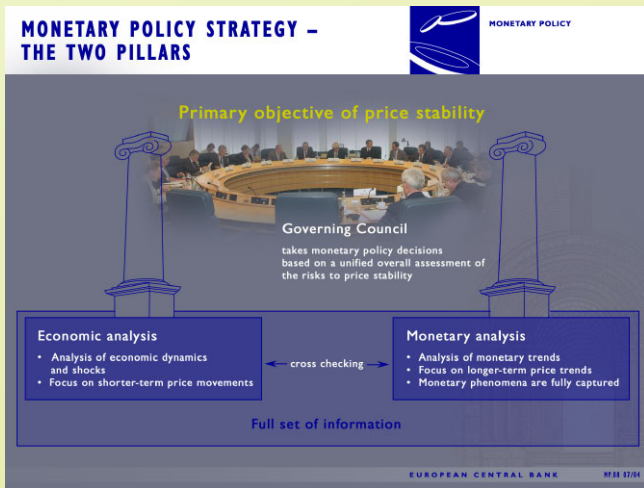 MONETARY POLICY STRATEGY –
THE TWO PILLARS
MONETARY POLICY
Primary objective of price stability
Governing Council
takes monetary policy decisions
based on a unified overall assessment of
the risks to price stability
Economic analysis
• Analysis of economic dynamics
and shocks
• Focus on shorter-term price movements
cross checking
Monetary analysis
• Analysis of monetary trends
• Focus on longer-term price trends
• Monetary phenomena are fully captured
Full set of information
EUROPEAN CENTRAL BANK